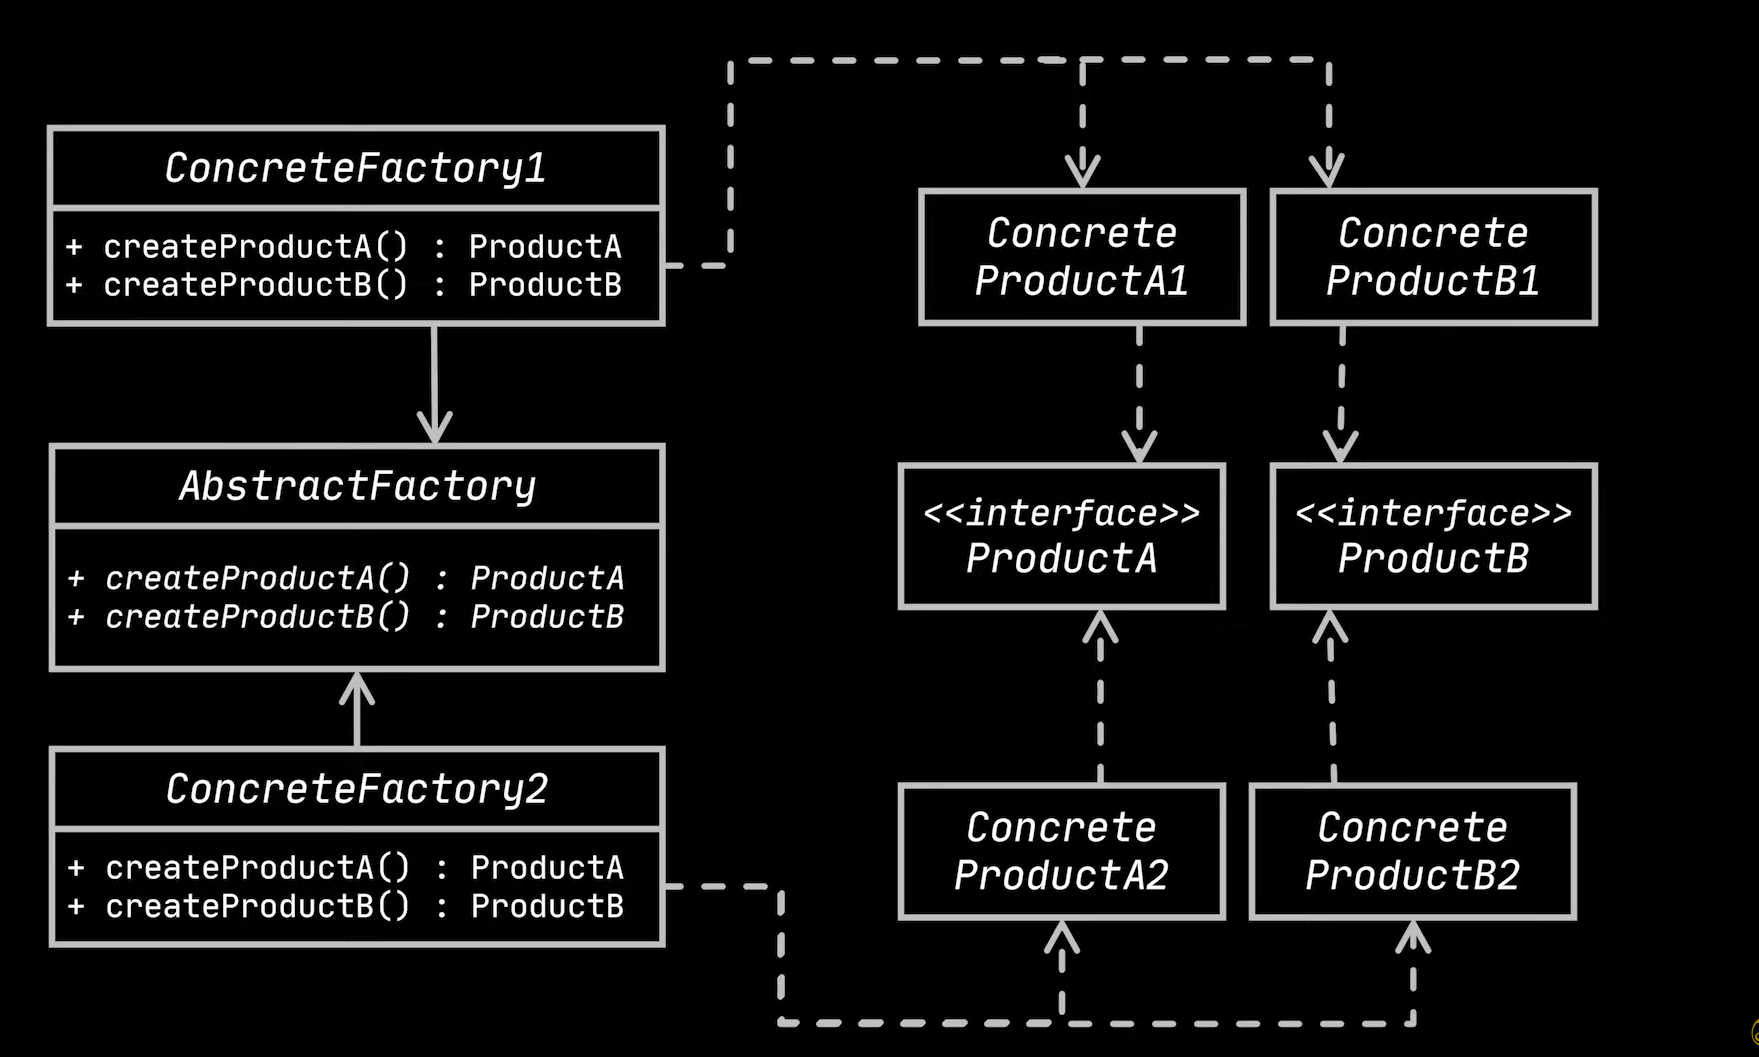 ConcreteFactory1
+ createProductA() : ProductA
+ createProductB() : ProductB
AbstractFactory
+ createProductA() : ProductA
+ createProductB() : ProductB
ConcreteFactory2
+ createProductA() : ProductA
+ createProductB() : ProductB
Concrete
ProductA1
Concrete
ProductB1
<<interface>>
ProductA
<<interface>>
ProductB
Concrete
ProductA2
Concrete
ProductB2